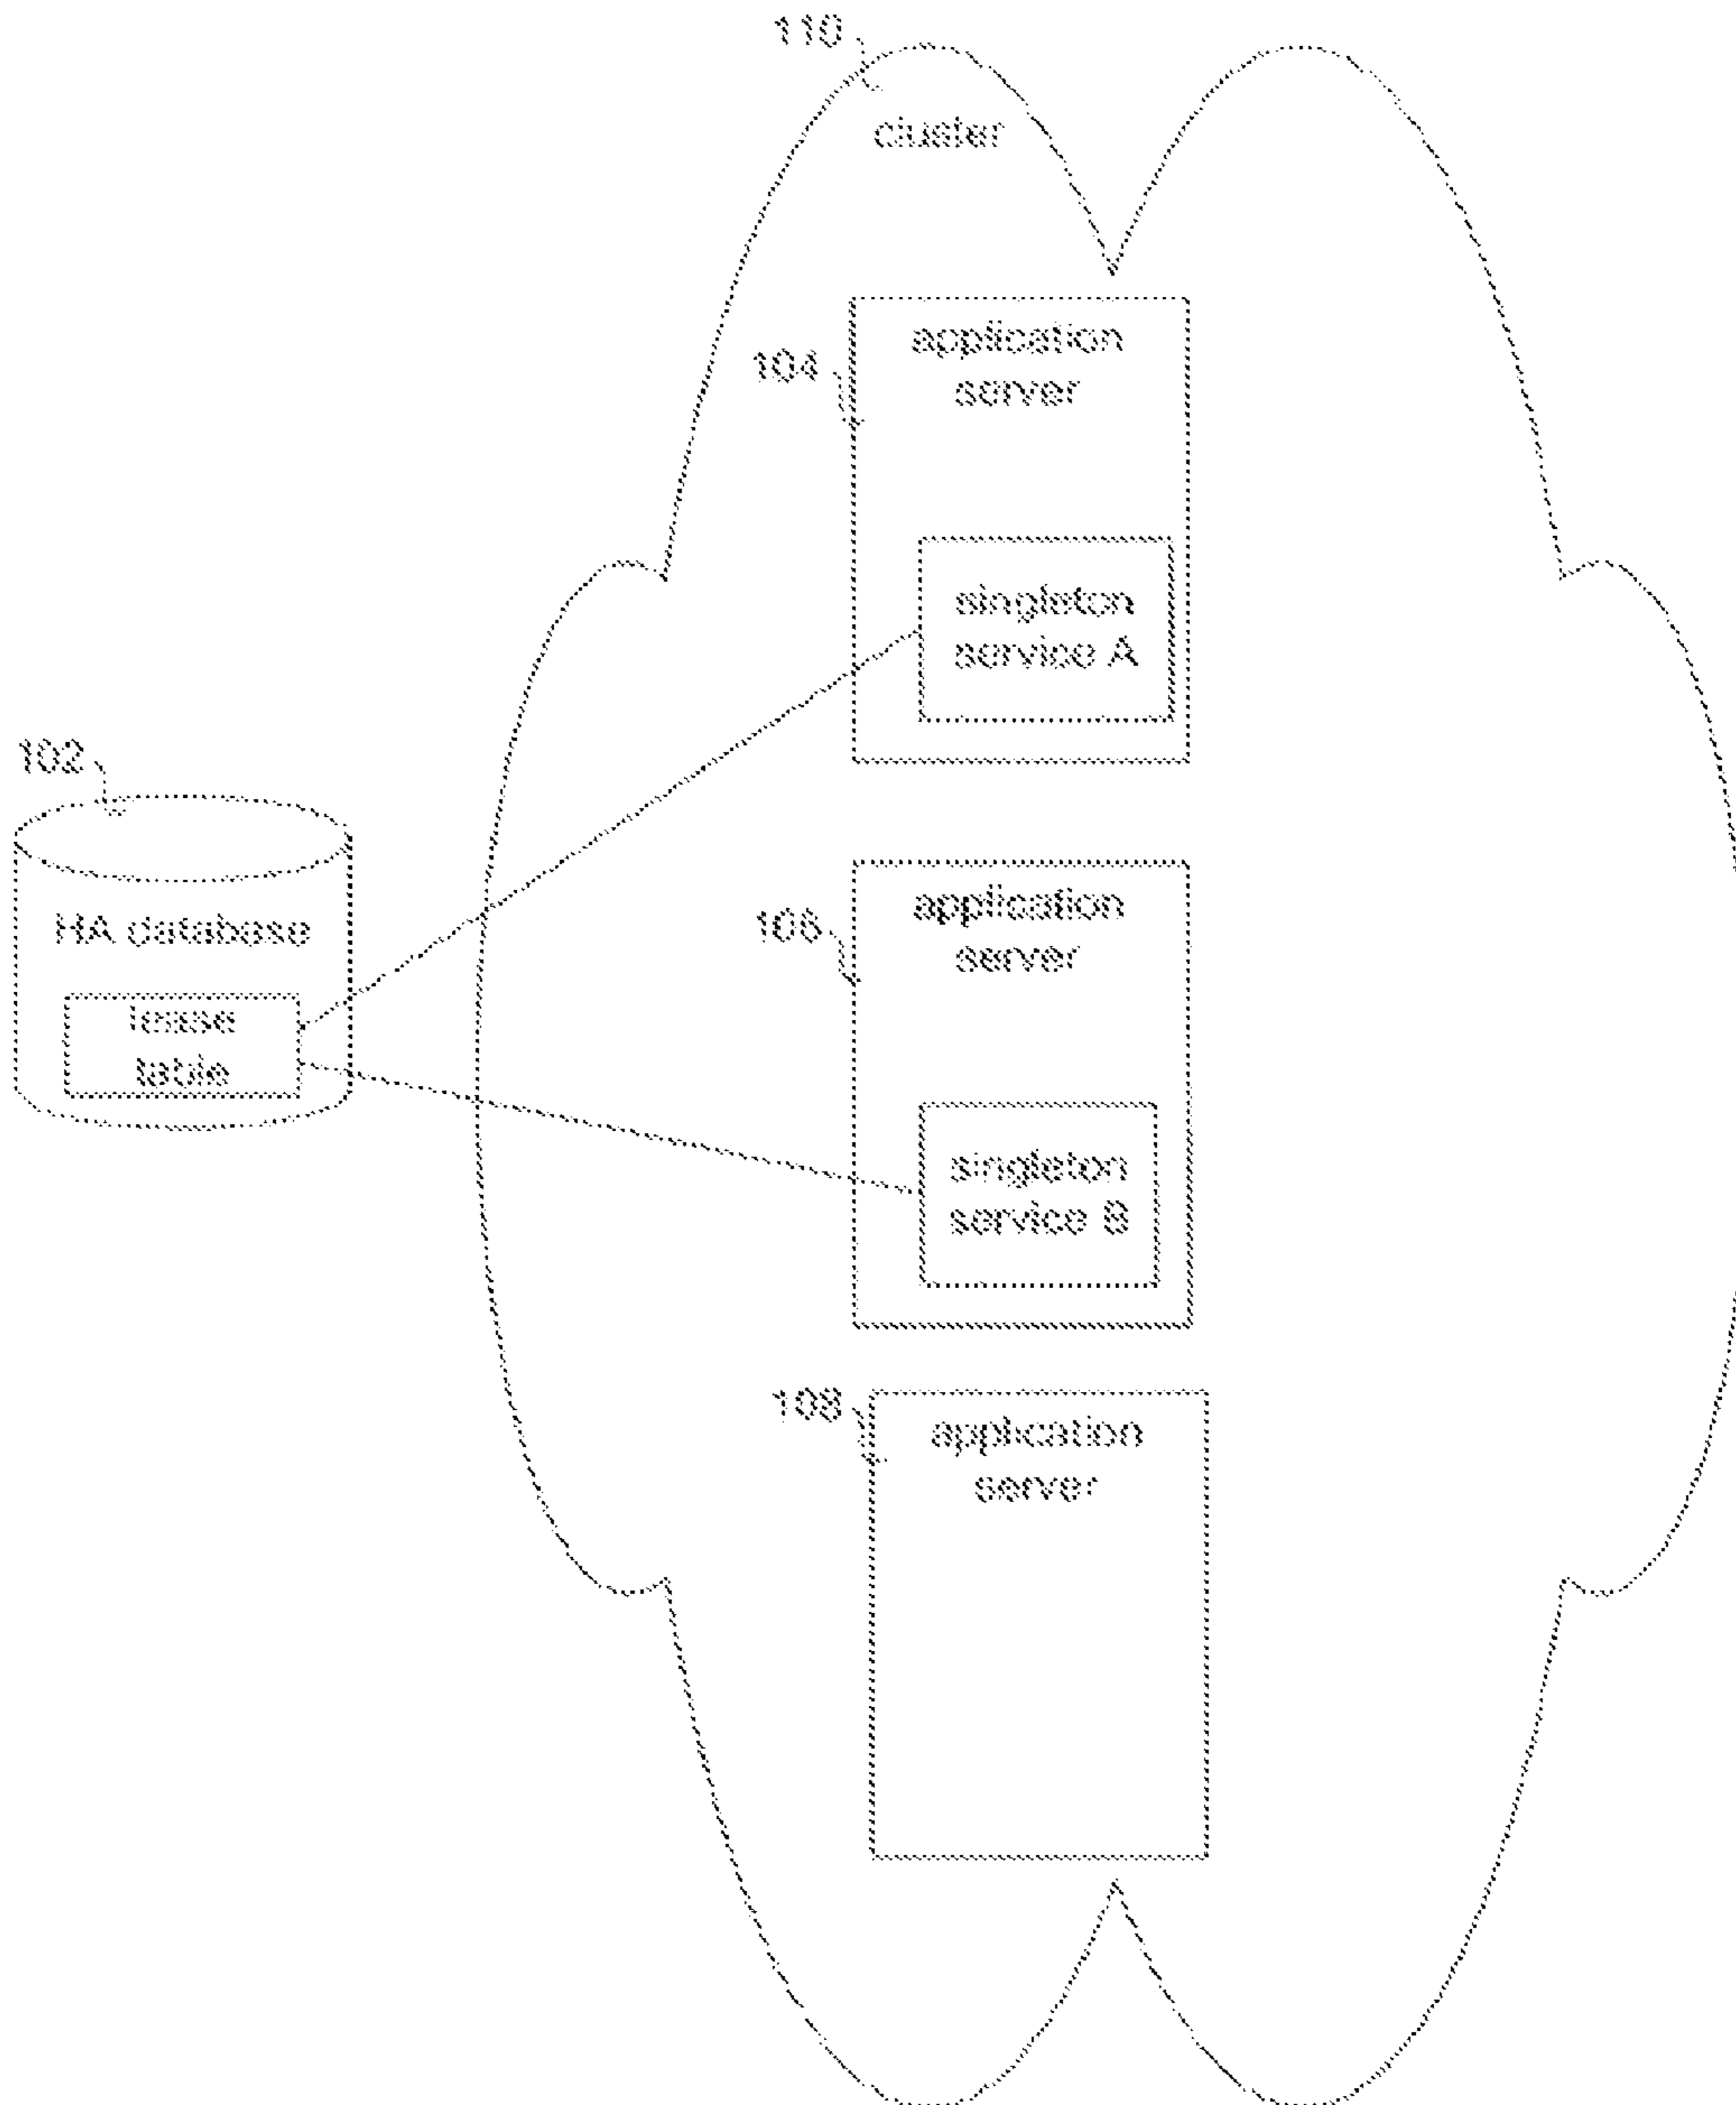 110
cluster
104
application
server
singleton
service A
102
HA database
lease
table
106
application
server
singleton
service B
108
application
server